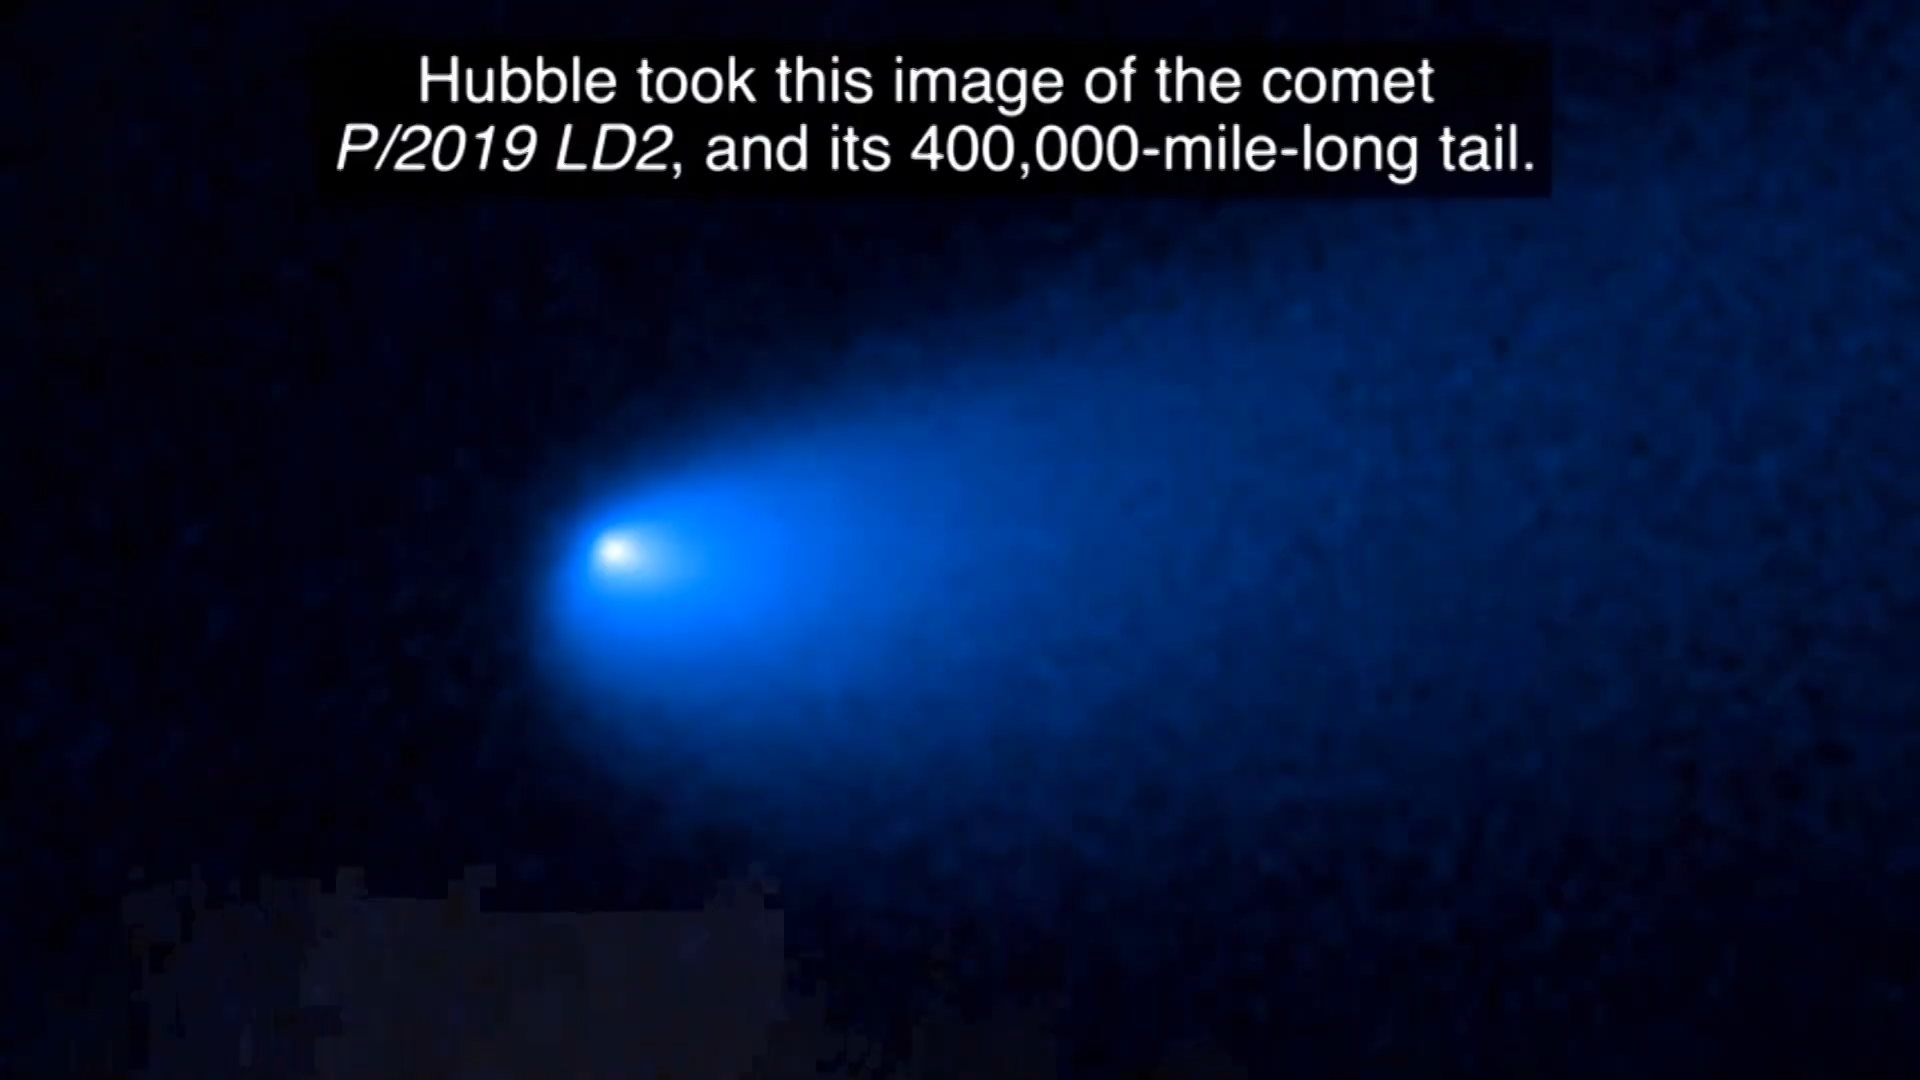 Hubble took this image of the comet
P/2019 LD2, and its 400,000-mile-long tail.